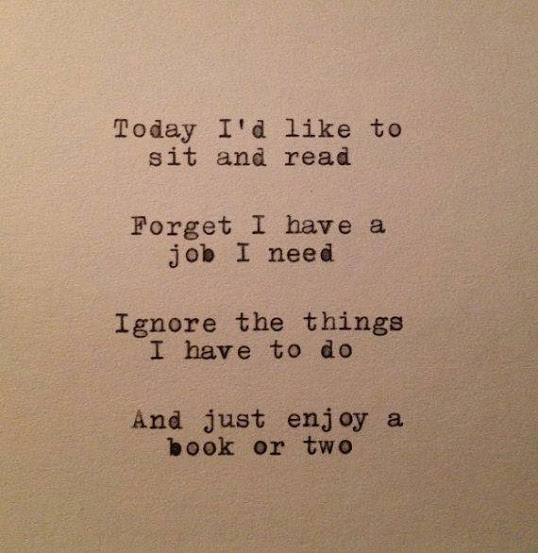 Today I'd like to
sit and read
Forget I have a
job I need
Ignore the things
I have to do
And just enjoy a
book or two